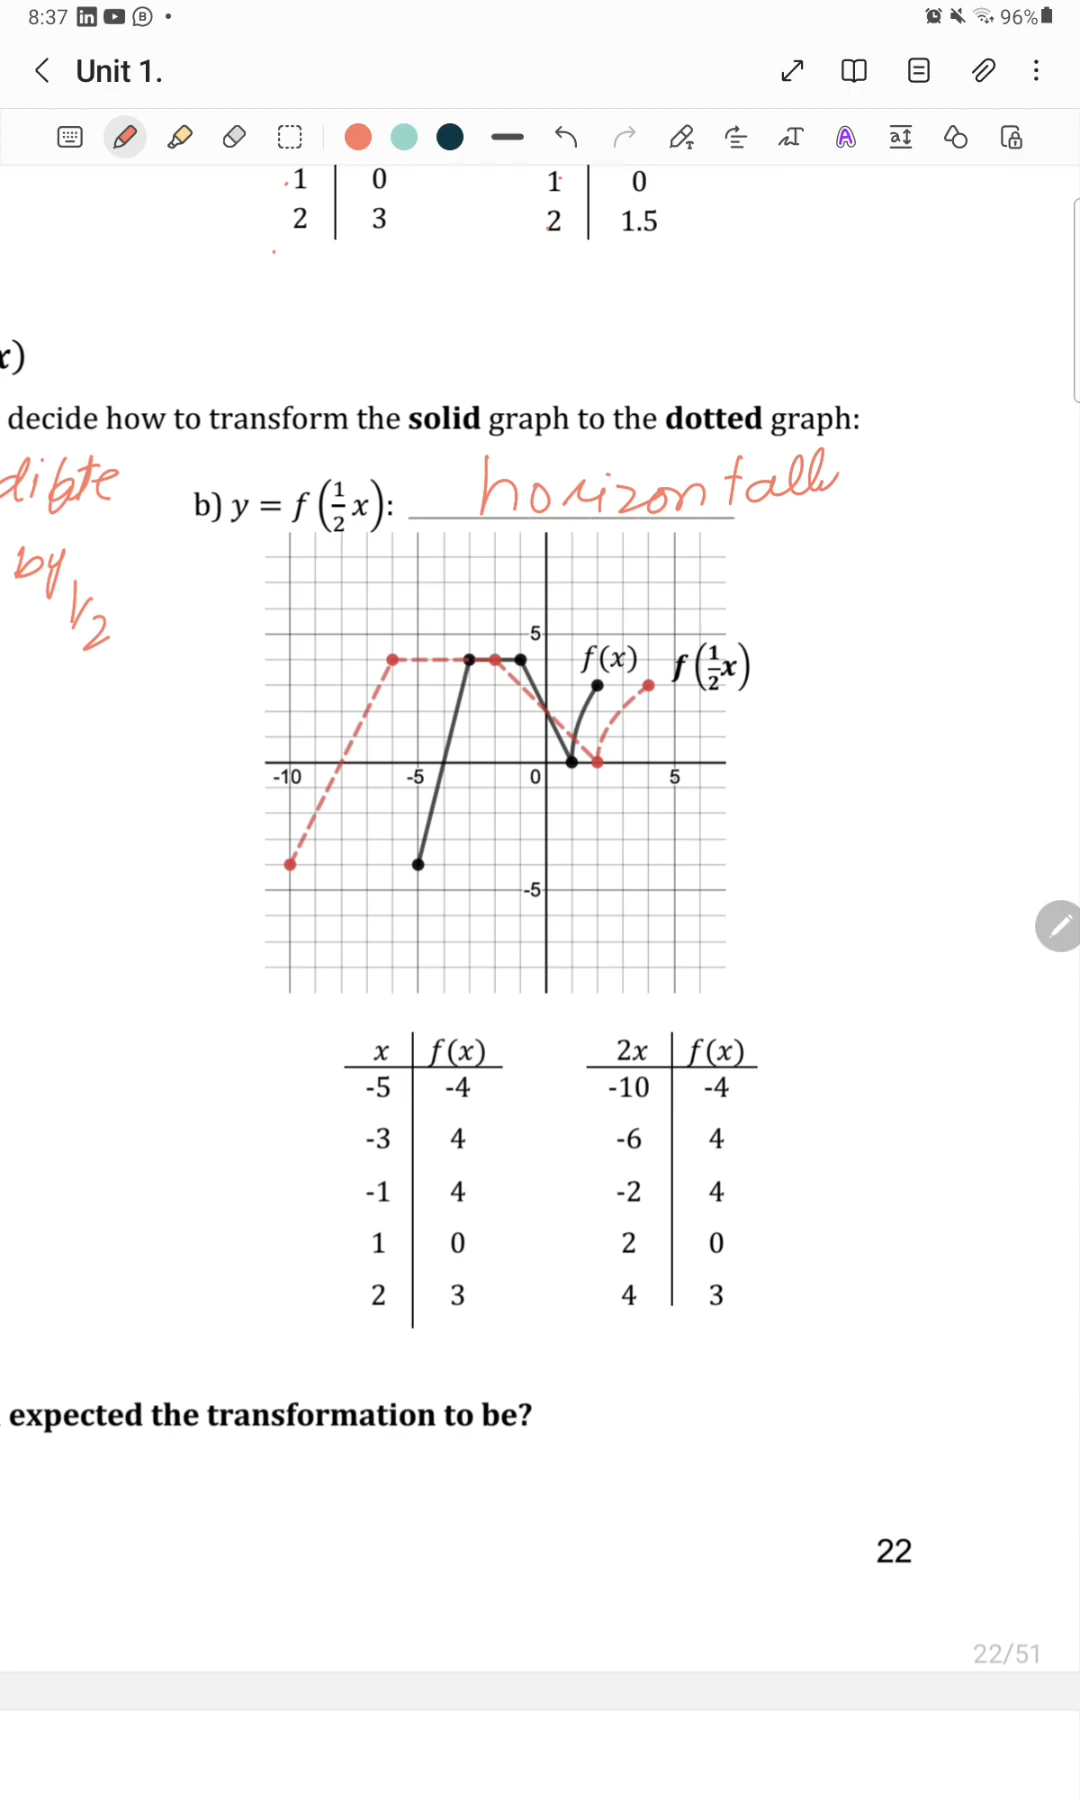 8:37
96%
Unit 1.
1 0 1 0
2 3 2 1.5
x)
decide how to transform the solid graph to the dotted graph:
by 1/2
b) y = f(1/2 x): horizontall
5
f(x) f(1/2 x)
-10 -5 0 5
-5
x f(x) 2x f(x)
-5 -4 -10 -4
-3 4 -6 4
-1 4 -2 4
1 0 2 0
2 3 4 3
expected the transformation to be?
22
22/51